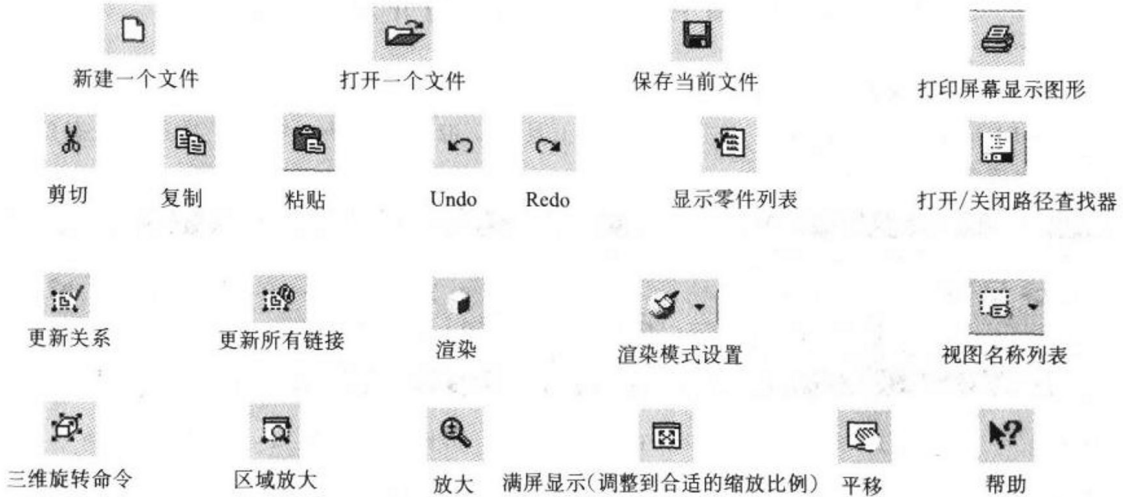 新建一个文件 打开一个文件 保存当前文件 打印屏幕显示图形
剪切 复制 粘贴 Undo Redo 显示零件列表 打开/关闭路径查找器
更新关系 更新所有链接 渲染 渲染模式设置 视图名称列表
三维旋转命令 区域放大 放大 满屏显示(调整到合适的缩放比例) 平移 帮助